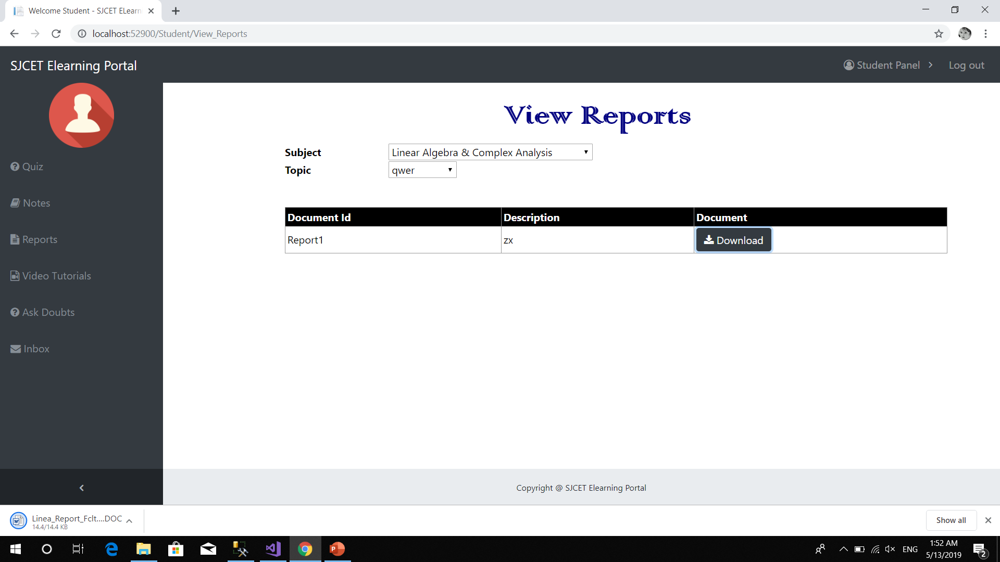 Welcome Student - SJCET ELearn
localhost:52900/Student/View_Reports
SJCET Elearning Portal
Student Panel
Log out
View Reports
Subject
Linear Algebra & Complex Analysis
Topic
qwer
Quiz
Notes
Reports
Video Tutorials
Ask Doubts
Inbox
Document Id Description Document
Report1 zx Download
Copyright @ SJCET Elearning Portal
Linea_Report_Fclt....DOC
14.4/14.4 KB
Show all
ENG
1:52 AM
5/13/2019
2